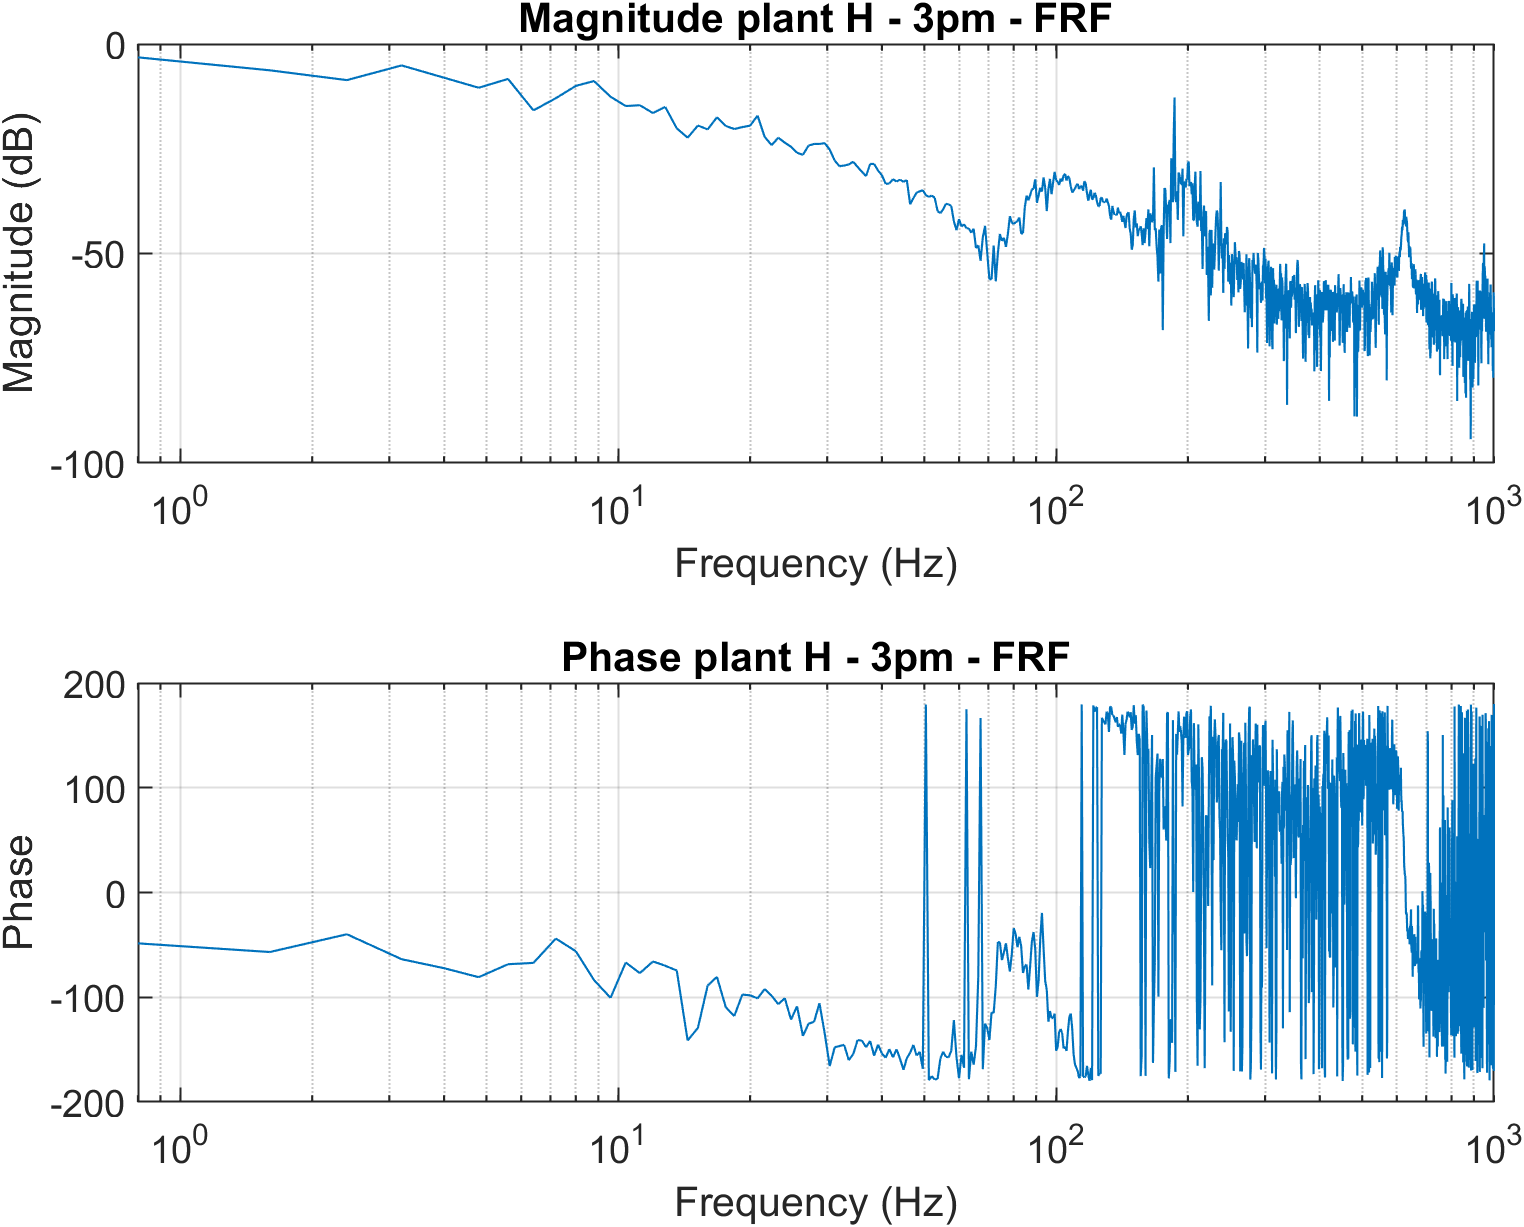 Magnitude plant H - 3pm - FRF
0
-50
-100
Magnitude (dB)
10^0 10^1 10^2 10^3
Frequency (Hz)
Phase plant H - 3pm - FRF
200
100
0
-100
-200
Phase
10^0 10^1 10^2 10^3
Frequency (Hz)